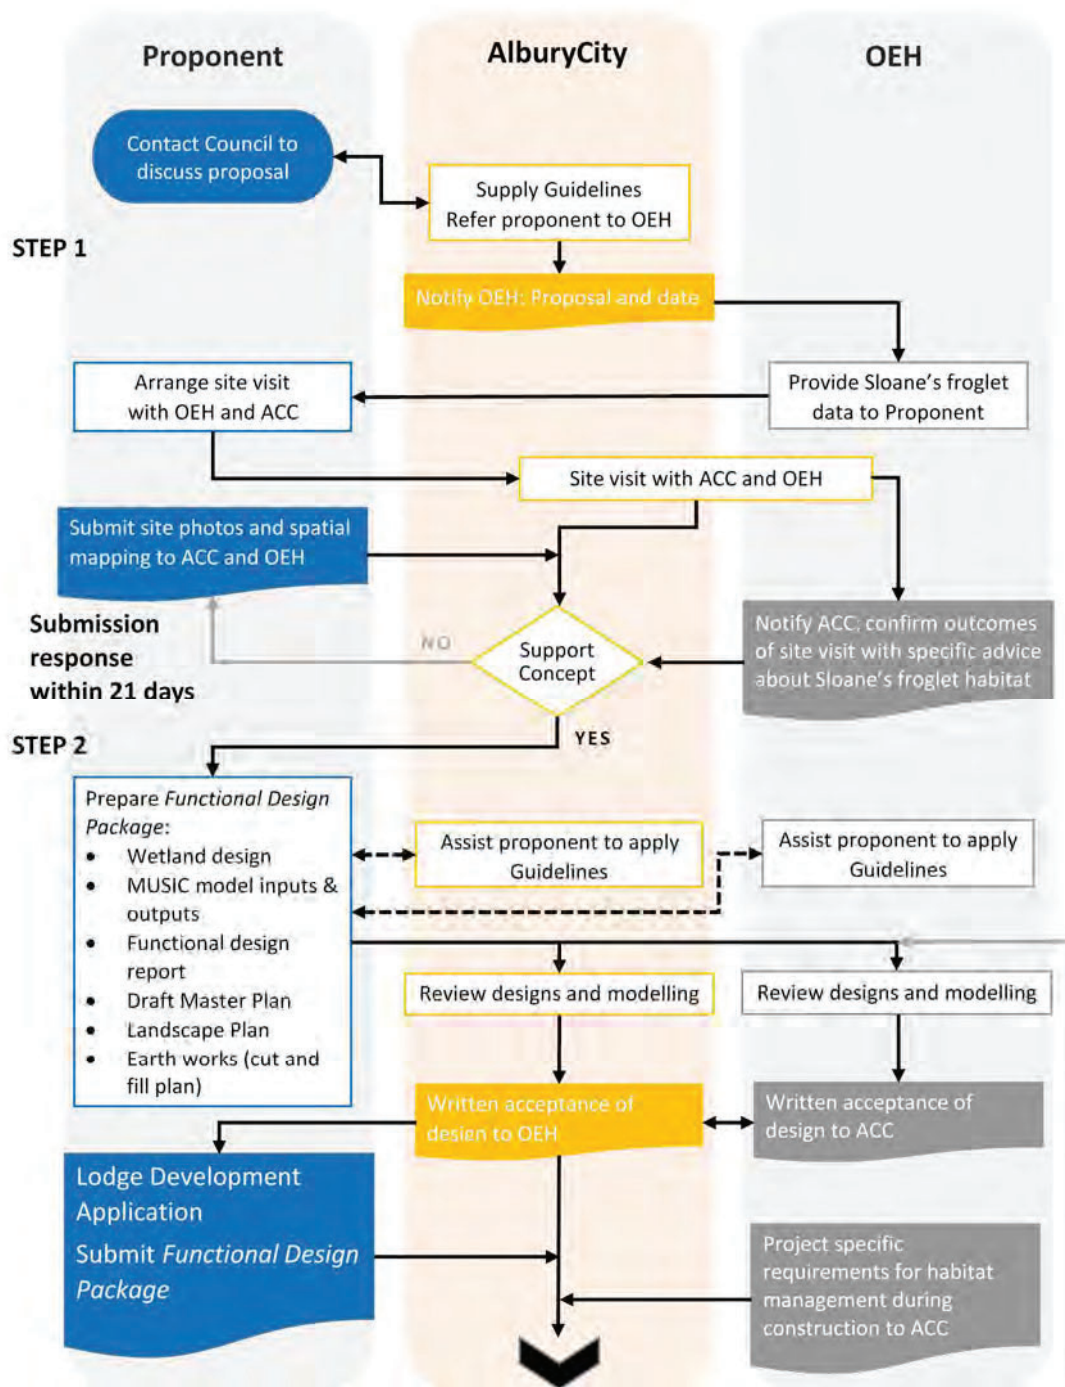 Proponent
AlburyCity
OEH
Contact Council to
discuss proposal
Supply Guidelines
Refer proponent to OEH
STEP 1
Notify OEH: Proposal and date
Arrange site visit
with OEH and ACC
Provide Sloane's froglet
data to Proponent
Site visit with ACC and OEH
Submit site photos and spatial
mapping to ACC and OEH
Submission
response
within 21 days
NO
Support
Concept
Notify ACC: confirm outcomes
of site visit with specific advice
about Sloane's froglet habitat
STEP 2
YES
Prepare Functional Design
Package:
• Wetland design
• MUSIC model inputs &
outputs
• Functional design
report
• Draft Master Plan
• Landscape Plan
• Earth works (cut and
fill plan)
Assist proponent to apply
Guidelines
Assist proponent to apply
Guidelines
Review designs and modelling
Review designs and modelling
Written acceptance of
design to OEH
Written acceptance of
design to ACC
Lodge Development
Application
Submit Functional Design
Package
Project specific
requirements for habitat
management during
construction to ACC